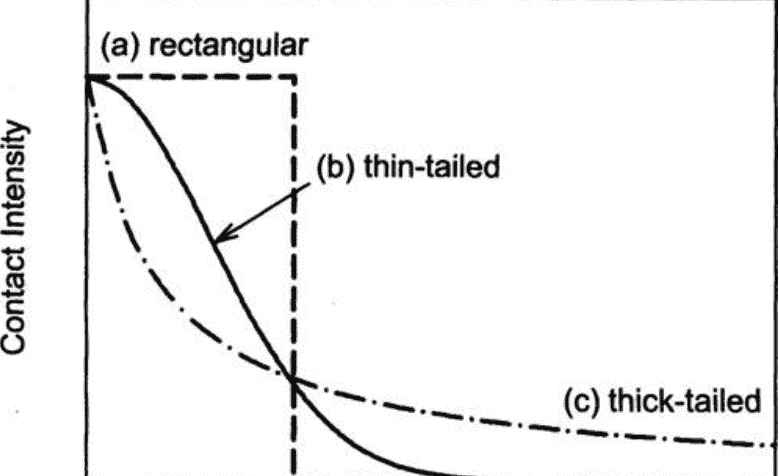 (a) rectangular
(b) thin-tailed
Contact Intensity
(c) thick-tailed